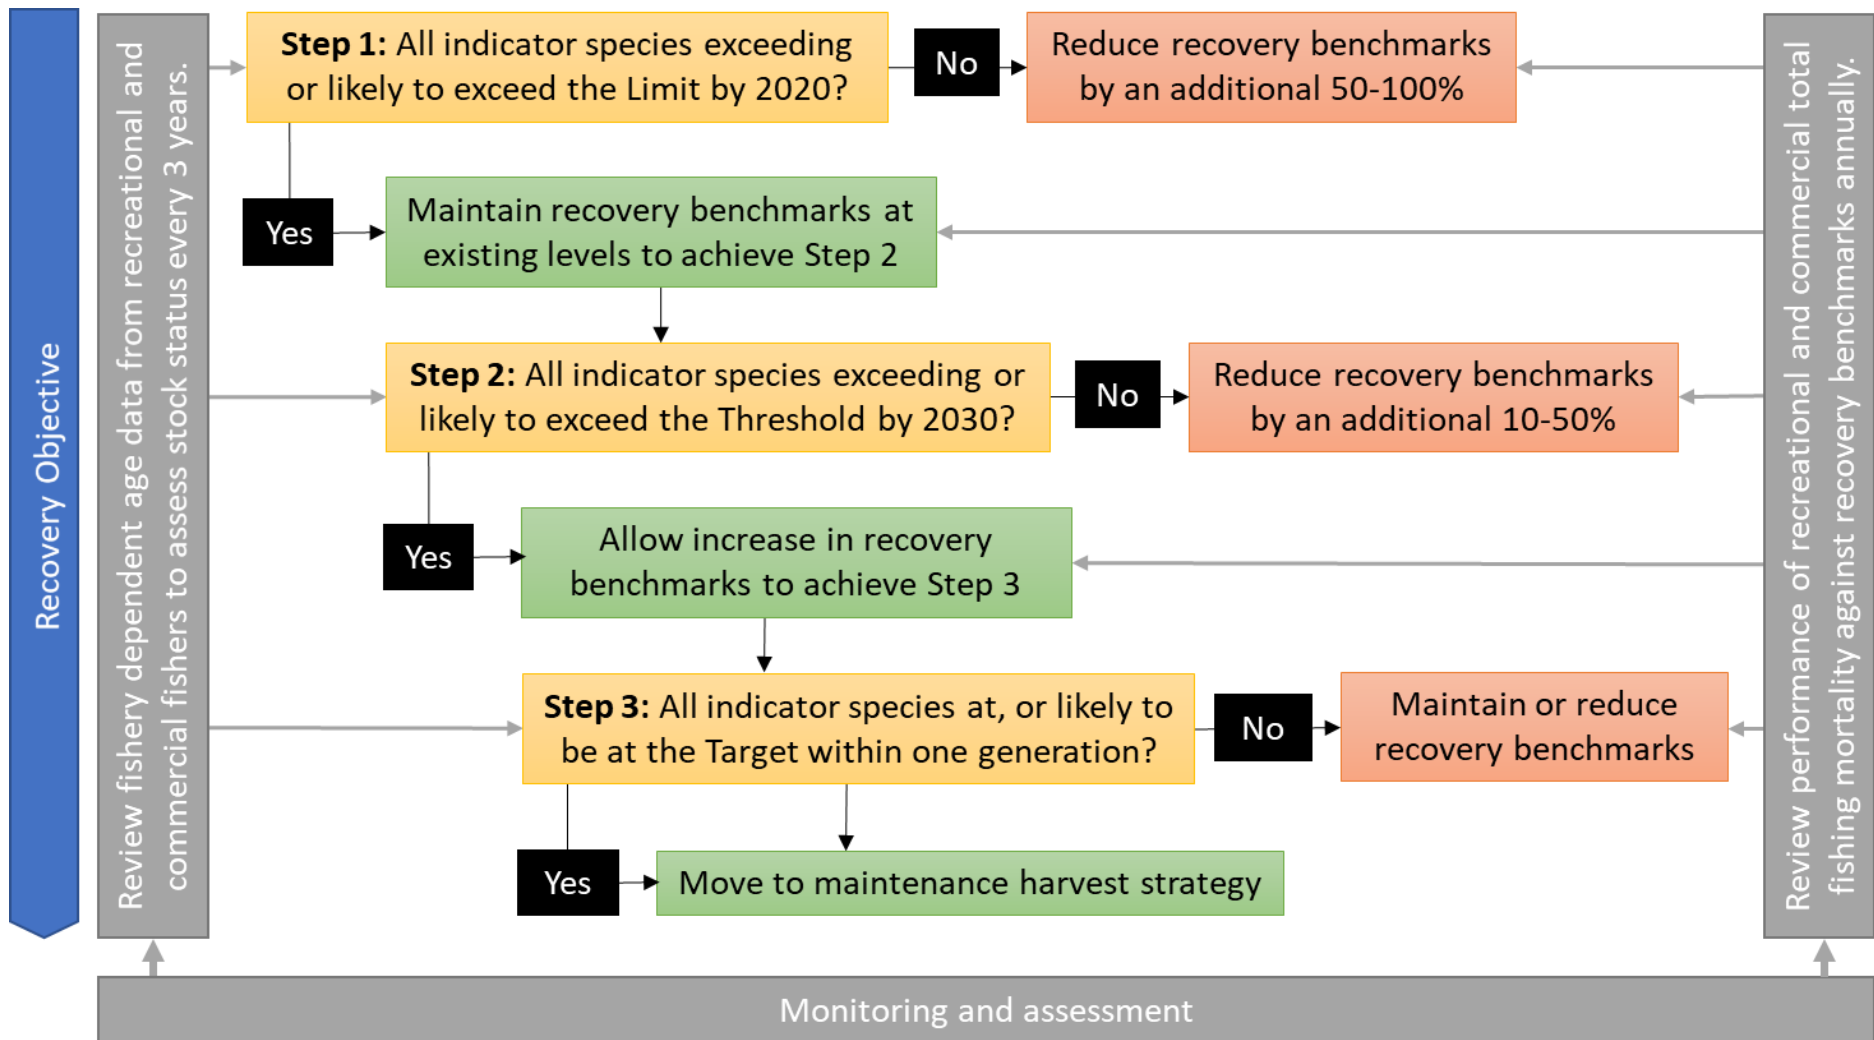 Recovery Objective
Review fishery dependent age data from recreational and
commercial fishers to assess stock status every 3 years.
Step 1: All indicator species exceeding
or likely to exceed the Limit by 2020?
No
Reduce recovery benchmarks
by an additional 50-100%
Yes
Maintain recovery benchmarks at
existing levels to achieve Step 2
Step 2: All indicator species exceeding or
likely to exceed the Threshold by 2030?
No
Reduce recovery benchmarks
by an additional 10-50%
Yes
Allow increase in recovery
benchmarks to achieve Step 3
Step 3: All indicator species at, or likely to
be at the Target within one generation?
No
Maintain or reduce
recovery benchmarks
Yes
Move to maintenance harvest strategy
Review performance of recreational and commercial total
fishing mortality against recovery benchmarks annually.
Monitoring and assessment